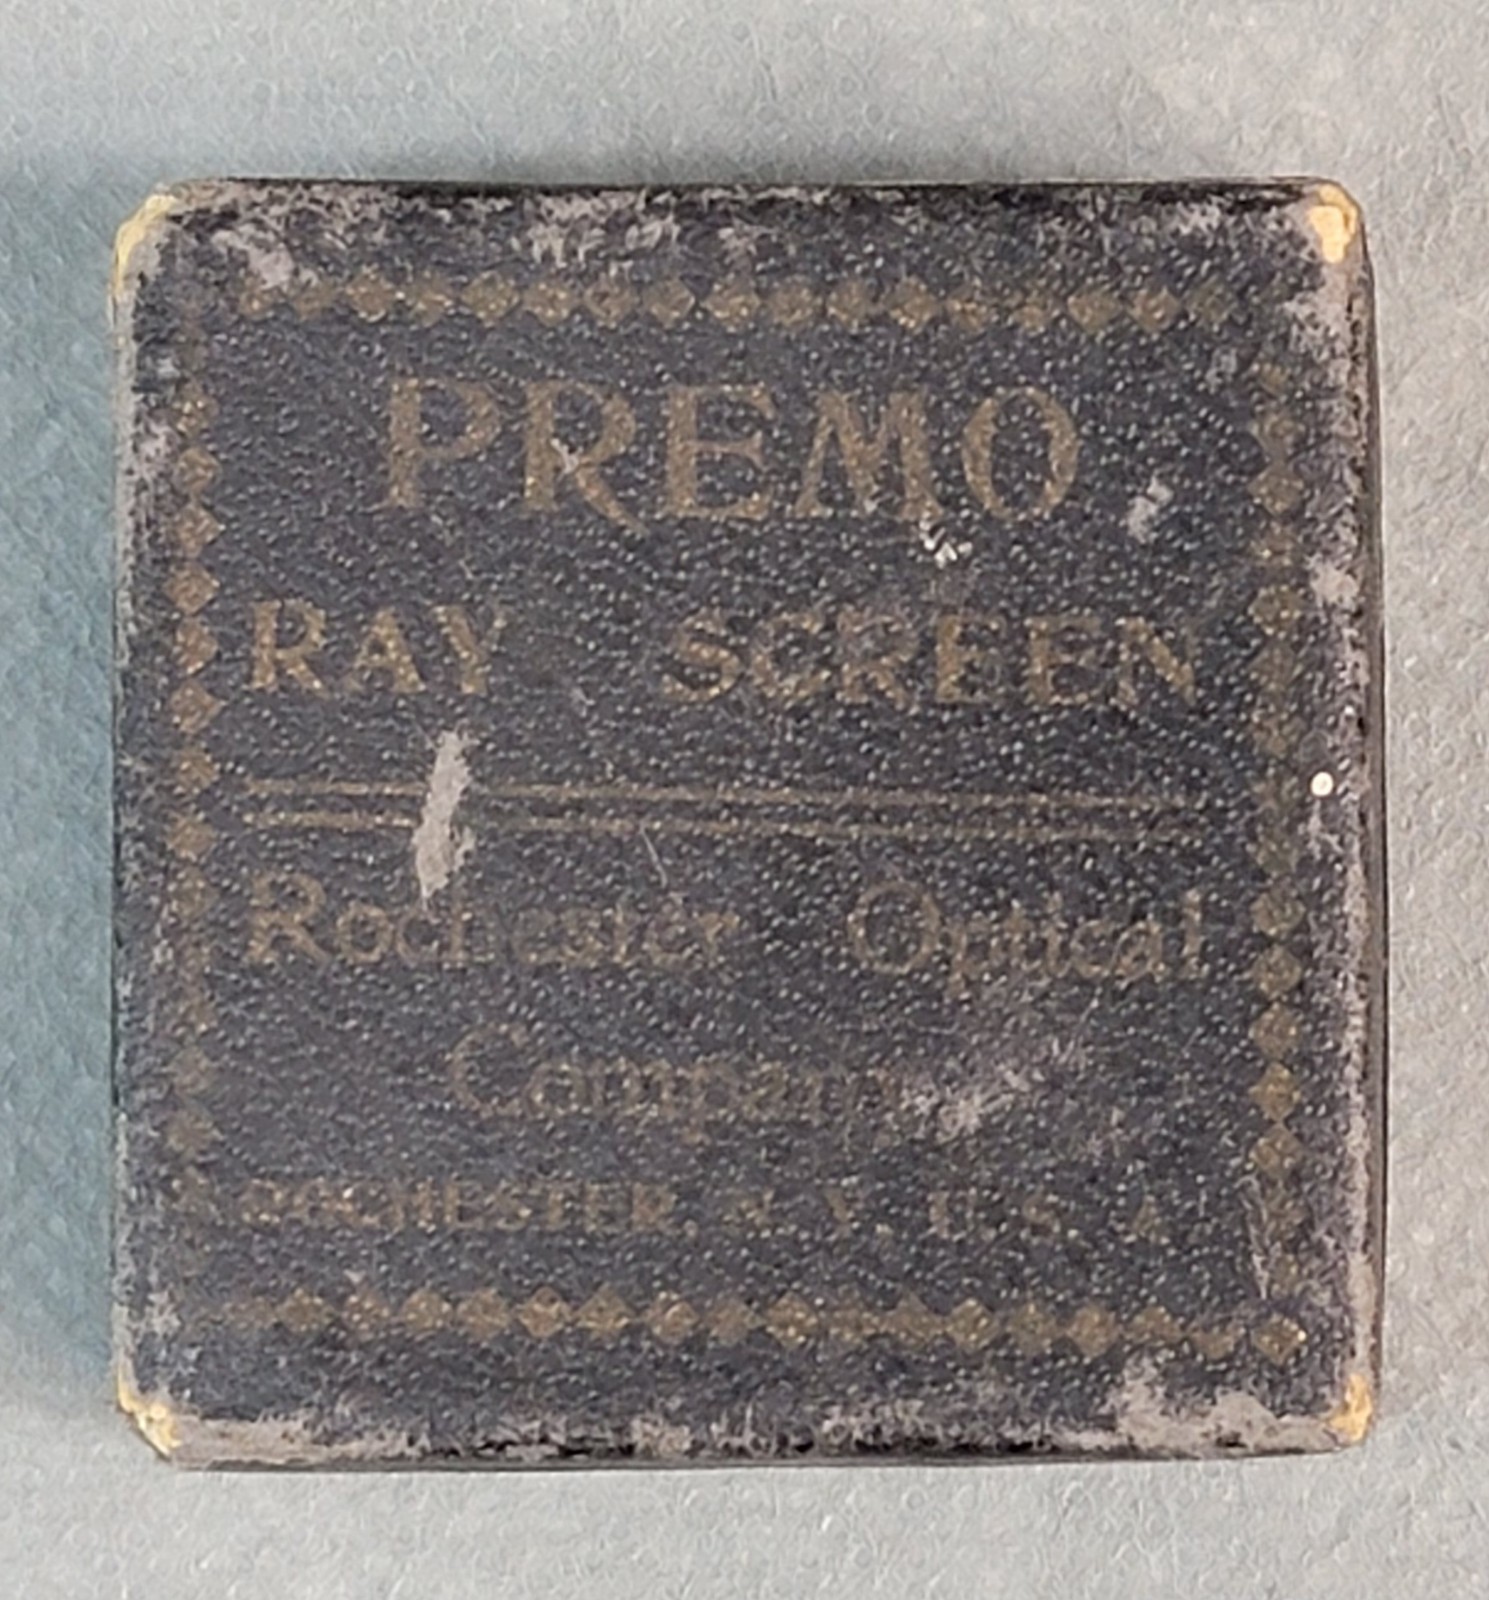 PREMO
RAY SCREEN
Rochester Optical
Company
ROCHESTER, N.Y. U.S.A.